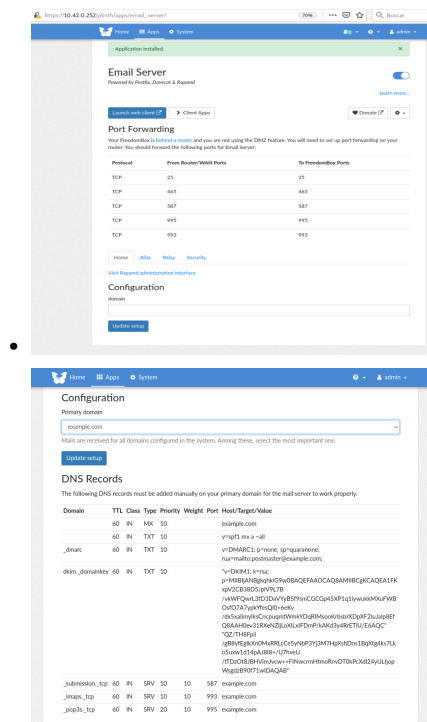 https://10.42.0.252/plinth/apps/email_server/ 70% Buscar
Home Apps System admin
Application installed. ×
Email Server
Powered by Postfix, Dovecot & Rspamd
Learn more...
Launch web client Client Apps Donate
Port Forwarding
Your FreedomBox is behind a router and you are not using the DMZ feature. You will need to set up port forwarding on your
router. You should forward the following ports for Email Server:
Protocol From Router/WAN Ports To FreedomBox Ports
TCP 25 25
TCP 465 465
TCP 587 587
TCP 995 995
TCP 993 993
Home Alias Relay Security
Visit Rspamd administration interface
Configuration
domain
Update setup
Home Apps System admin
Configuration
Primary domain
example.com
Mails are received for all domains configured in the system. Among these, select the most important one.
Update setup
DNS Records
The following DNS records must be added manually on your primary domain for the mail server to work properly.
Domain TTL Class Type Priority Weight Port Host/Target/Value
60 IN MX 10 example.com
60 IN TXT 10 v=spf1 mx a ~all
_dmarc 60 IN TXT 10 v=DMARC1; p=none; sp=quarantine;
rua=mailto:postmaster@example.com;
dkim._domainkey 60 IN TXT 10 "v=DKIM1; k=rsa;
_submission._tcp 60 IN SRV 10 10 587 example.com
_imaps._tcp 60 IN SRV 10 10 993 example.com
_pop3s._tcp 60 IN SRV 20 10 995 example.com